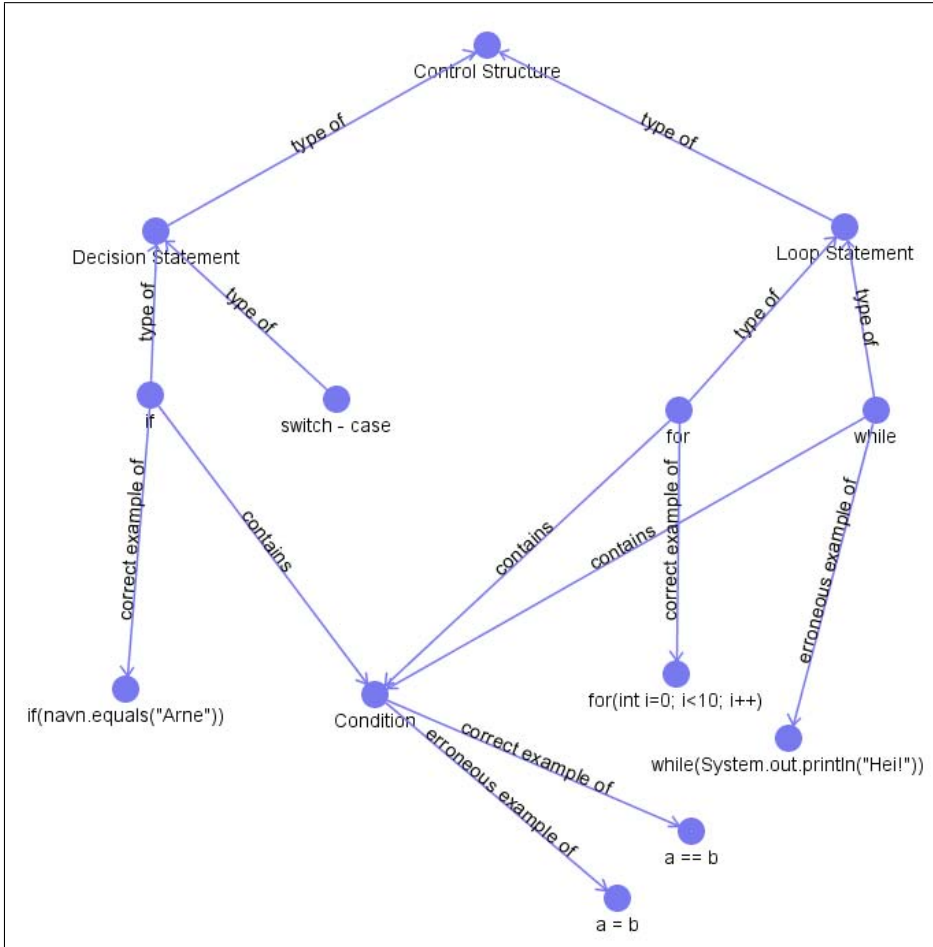 Control Structure
type of
type of
Decision Statement
Loop Statement
type of
type of
type of
type of
if
switch - case
for
while
correct example of
contains
contains
correct example of
contains
erroneous example of
if(navn.equals("Arne"))
Condition
for(int i=0; i<10; i++)
while(System.out.println("Hei!"))
correct example of
erroneous example of
a == b
a = b